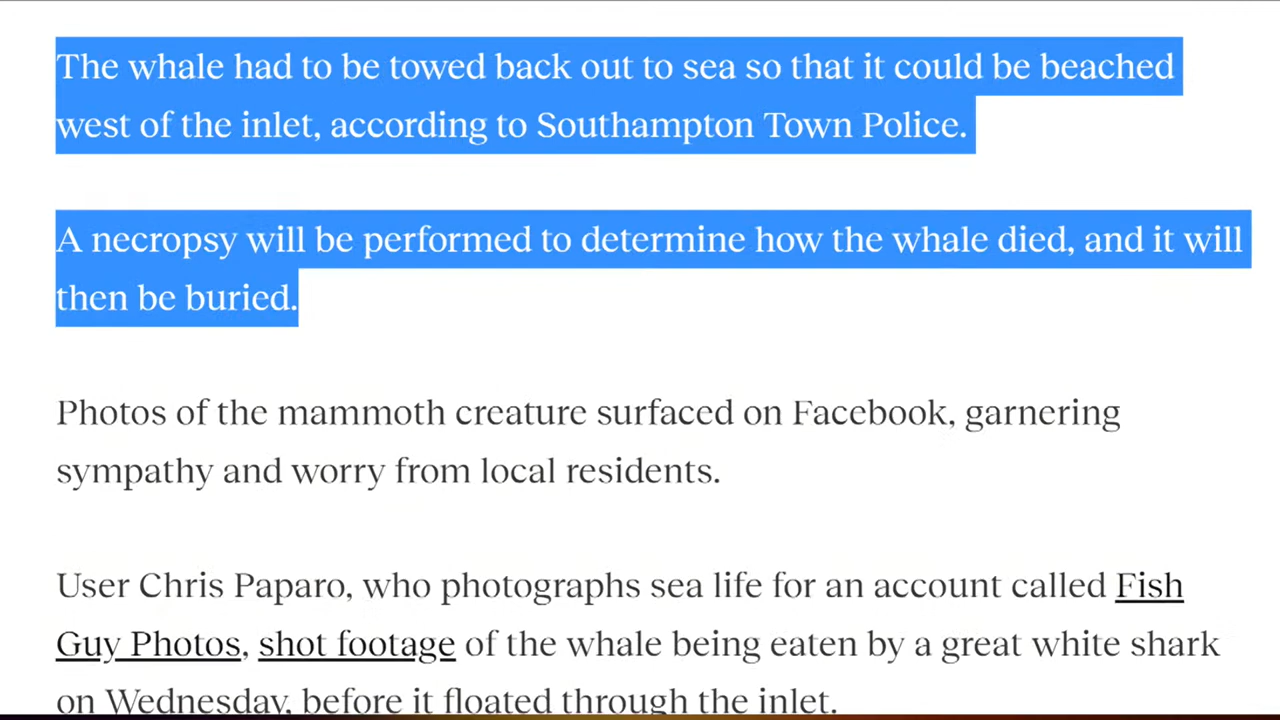 The whale had to be towed back out to sea so that it could be beached
west of the inlet, according to Southampton Town Police.
A necropsy will be performed to determine how the whale died, and it will
then be buried.
Photos of the mammoth creature surfaced on Facebook, garnering
sympathy and worry from local residents.
User Chris Paparo, who photographs sea life for an account called Fish
Guy Photos, shot footage of the whale being eaten by a great white shark
on Wednesday, before it floated through the inlet.